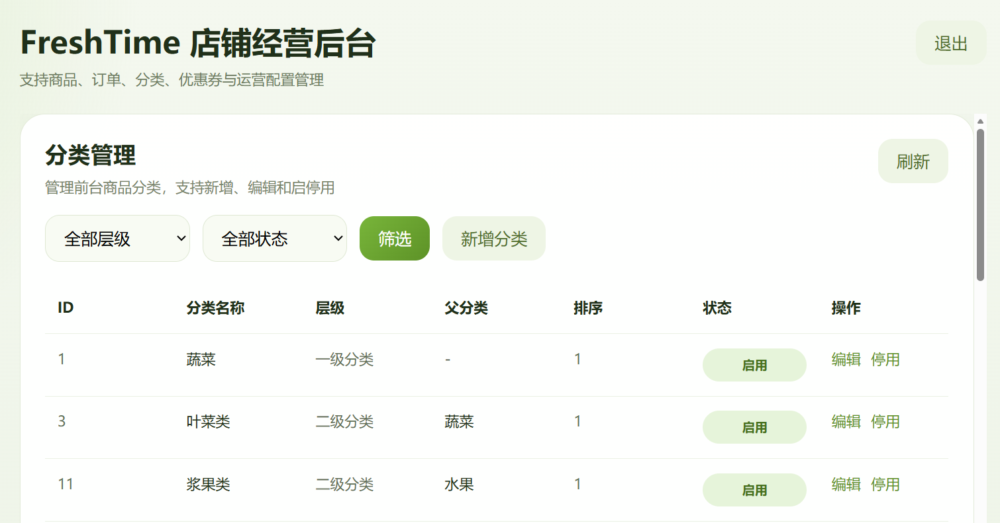 FreshTime 店铺经营后台
退出
支持商品、订单、分类、优惠券与运营配置管理
分类管理
刷新
管理前台商品分类，支持新增、编辑和启停用
全部层级 全部状态 筛选 新增分类
ID 分类名称 层级 父分类 排序 状态 操作
1 蔬菜 一级分类 - 1 启用 编辑 停用
3 叶菜类 二级分类 蔬菜 1 启用 编辑 停用
11 浆果类 二级分类 水果 1 启用 编辑 停用